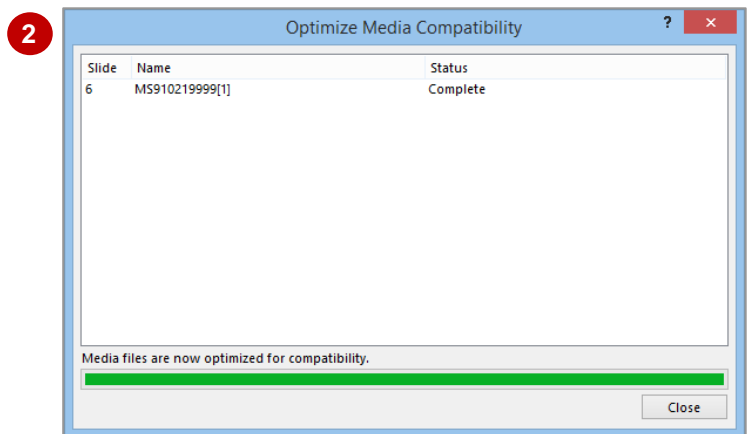 2
Optimize Media Compatibility ? ×
Slide Name Status
6 MS910219999[1] Complete
Media files are now optimized for compatibility.
Close